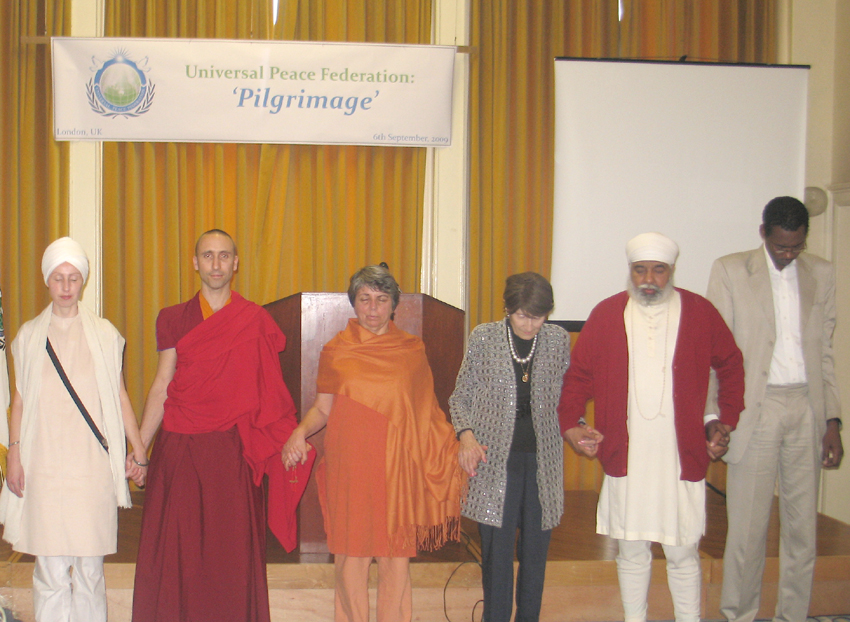 Universal Peace Federation:
'Pilgrimage'
London, UK
6th September, 2009